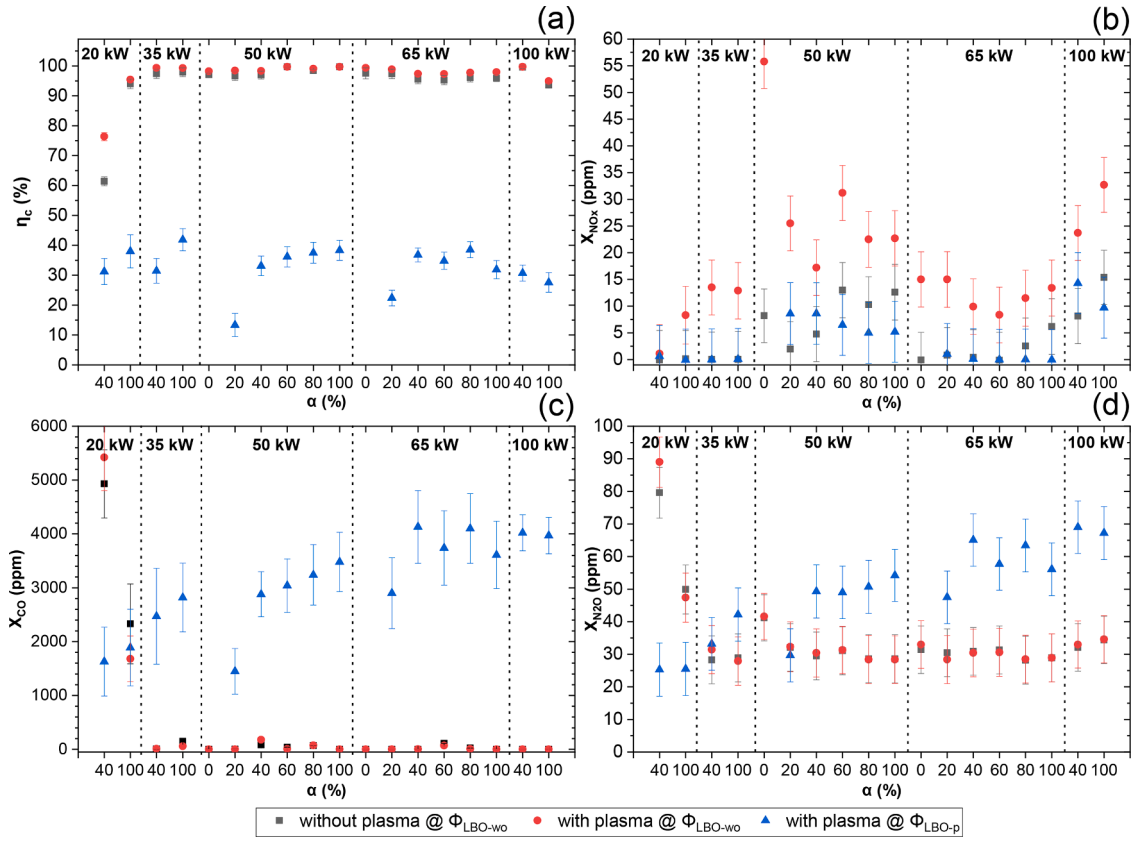 (a)
20 kW 35 kW 50 kW 65 kW 100 kW
ηc (%)
100
90
80
70
60
50
40
30
20
10
0
40 100 40 100 0 20 40 60 80 100 0 20 40 60 80 100 40 100
α (%)
(b)
20 kW 35 kW 50 kW 65 kW 100 kW
XNOx (ppm)
60
55
50
45
40
35
30
25
20
15
10
5
0
40 100 40 100 0 20 40 60 80 100 0 20 40 60 80 100 40 100
α (%)
(c)
20 kW 35 kW 50 kW 65 kW 100 kW
XCO (ppm)
6000
5000
4000
3000
2000
1000
0
40 100 40 100 0 20 40 60 80 100 0 20 40 60 80 100 40 100
α (%)
(d)
20 kW 35 kW 50 kW 65 kW 100 kW
XN2O (ppm)
100
90
80
70
60
50
40
30
20
10
0
40 100 40 100 0 20 40 60 80 100 0 20 40 60 80 100 40 100
α (%)
without plasma @ ΦLBO-wo with plasma @ ΦLBO-wo with plasma @ ΦLBO-p